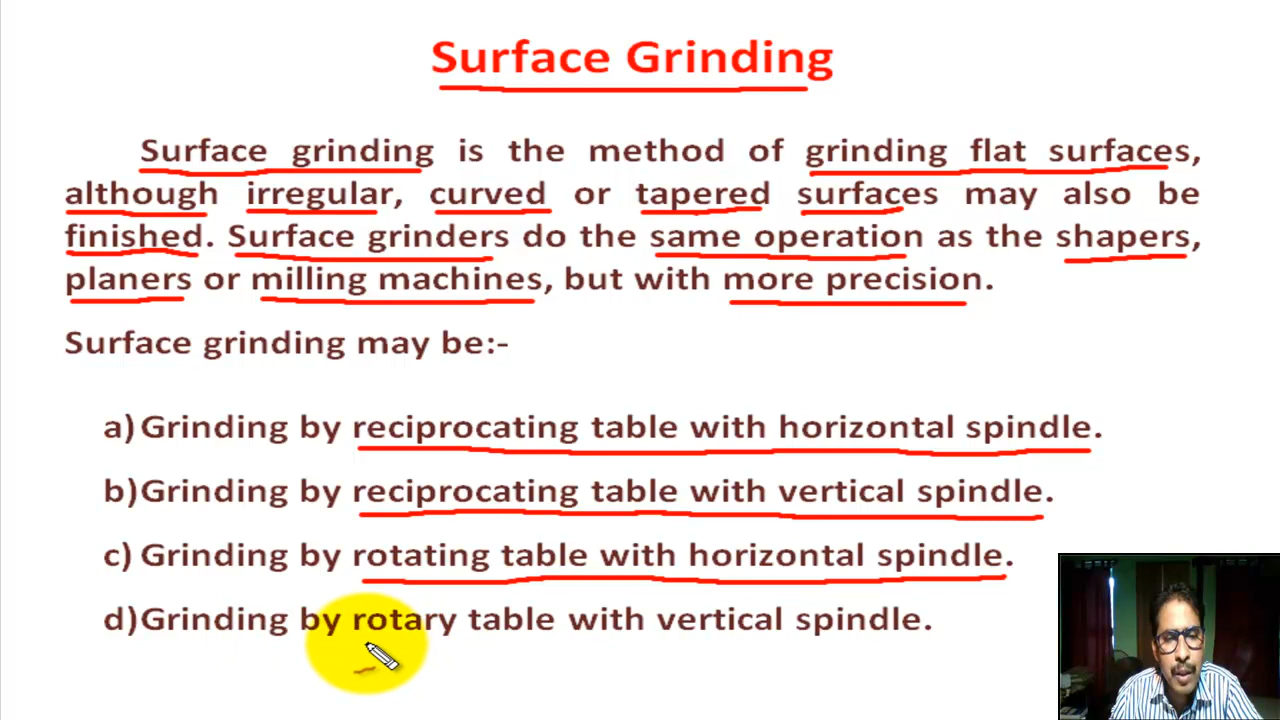 Surface Grinding
Surface grinding is the method of grinding flat surfaces,
although irregular, curved or tapered surfaces may also be
finished. Surface grinders do the same operation as the shapers,
planers or milling machines, but with more precision.
Surface grinding may be:-
a) Grinding by reciprocating table with horizontal spindle.
b) Grinding by reciprocating table with vertical spindle.
c) Grinding by rotating table with horizontal spindle.
d) Grinding by rotary table with vertical spindle.